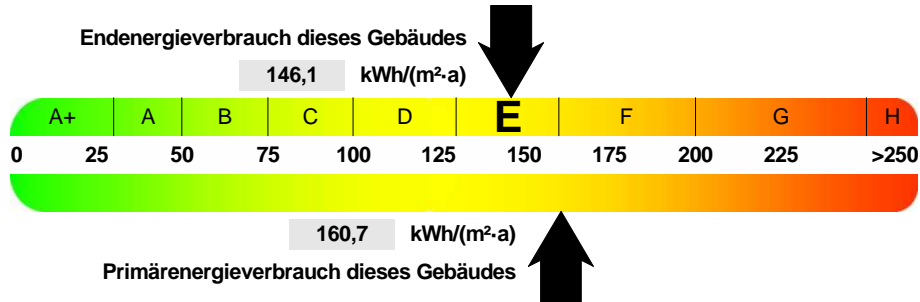 Endenergieverbrauch dieses Gebäudes
146,1 kWh/(m²·a)
A+ A B C D E F G H
0 25 50 75 100 125 150 175 200 225 >250
160,7 kWh/(m²·a)
Primärenergieverbrauch dieses Gebäudes